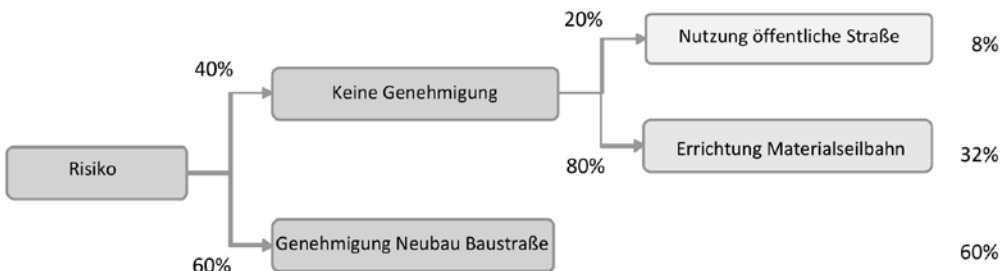 20%
Nutzung öffentliche Straße
8%
40%
Keine Genehmigung
Risiko
80%
Errichtung Materialseilbahn
32%
60%
Genehmigung Neubau Baustraße
60%